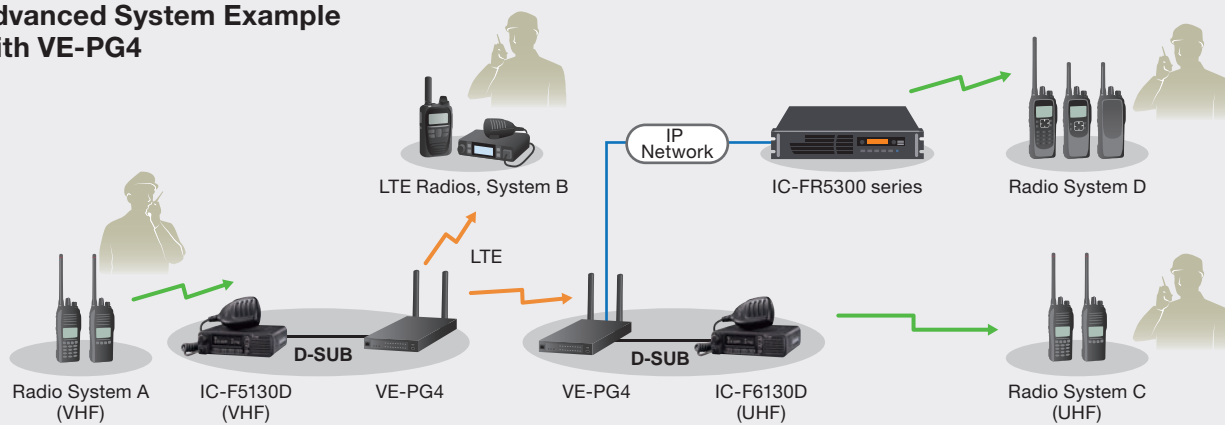 dvanced System Example
ith VE-PG4
IP
Network
LTE Radios, System B
IC-FR5300 series
Radio System D
LTE
D-SUB
D-SUB
Radio System A
(VHF)
IC-F5130D
(VHF)
VE-PG4
VE-PG4
IC-F6130D
(UHF)
Radio System C
(UHF)